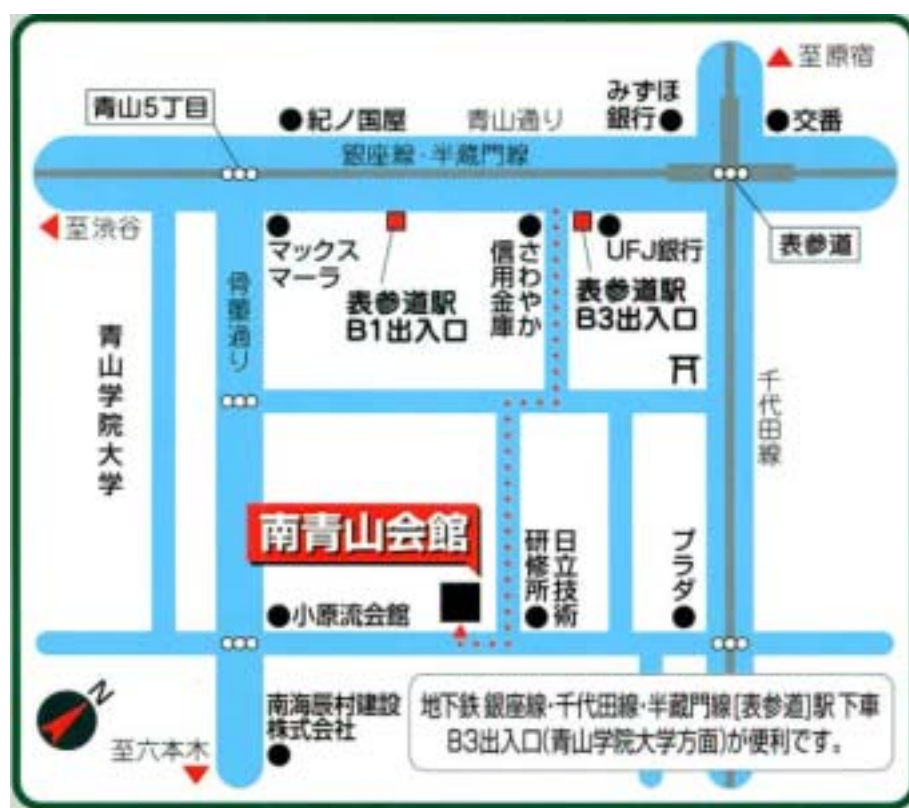 至原宿
青山5丁目
紀ノ国屋
青山通り
みずほ
銀行
交番
銀座線・半蔵門線
至渋谷
マックス
マーラ
表参道駅
B1出入口
さわやか
信用金庫
UFJ銀行
表参道駅
B3出入口
表参道
骨董通り
青山学院大学
千代田線
南青山会館
日立技術
研修所
プラダ
小原流会館
N
南海辰村建設
株式会社
至六本木
地下鉄 銀座線・千代田線・半蔵門線[表参道]駅 下車
B3出入口(青山学院大学方面)が便利です。